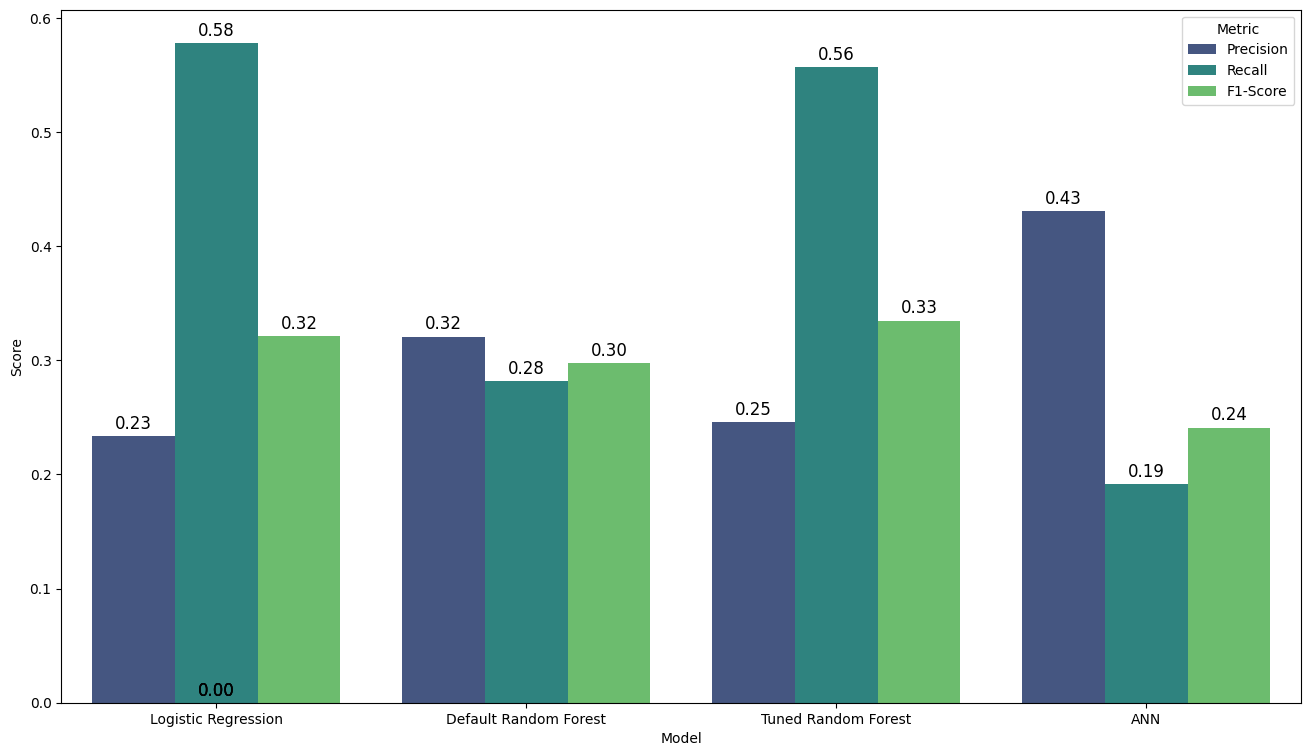 Metric
Precision
Recall
F1-Score
0.6
0.5
0.4
0.3
0.2
0.1
0.0
Score
0.23
0.58
0.32
0.00
0.32
0.28
0.30
0.25
0.56
0.33
0.43
0.19
0.24
Logistic Regression
Default Random Forest
Tuned Random Forest
ANN
Model